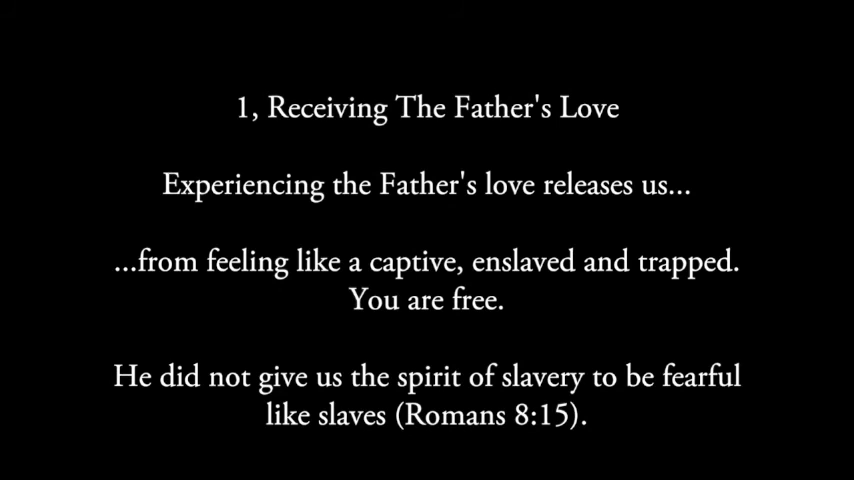 1, Receiving The Father's Love
Experiencing the Father's love releases us...
...from feeling like a captive, enslaved and trapped.
You are free.
He did not give us the spirit of slavery to be fearful
like slaves (Romans 8:15).